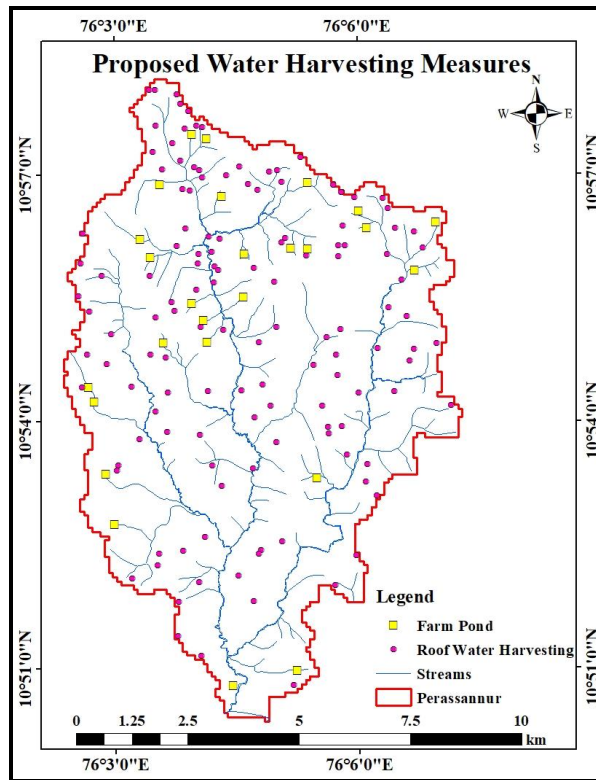 76°3'0"E 76°6'0"E
Proposed Water Harvesting Measures
N
W E
S
10°57'0"N 10°57'0"N
10°54'0"N 10°54'0"N
10°51'0"N 10°51'0"N
Legend
Farm Pond
Roof Water Harvesting
Streams
Perassannur
0 1.25 2.5 5 7.5 10
km
76°3'0"E 76°6'0"E